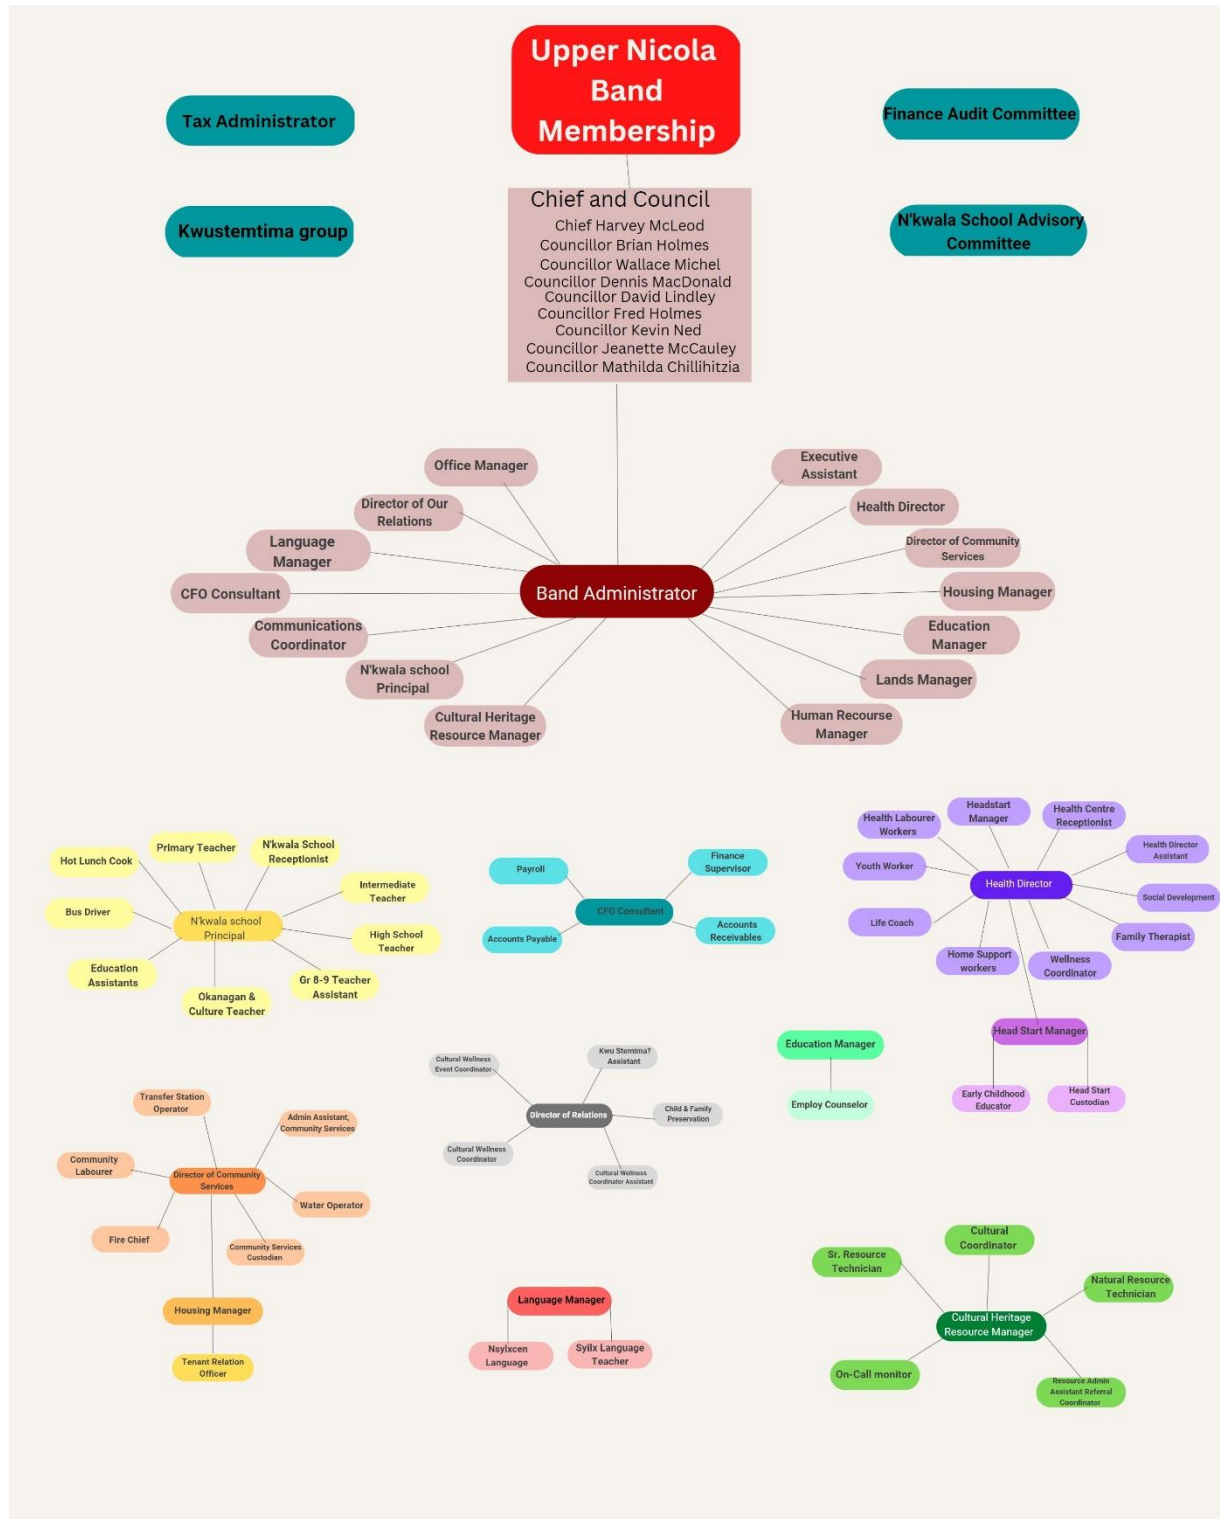 Upper Nicola
Band
Membership
Tax Administrator
Finance Audit Committee
Kwustemtima group
N'kwala School Advisory
Committee
Chief and Council
Chief Harvey McLeod
Councillor Brian Holmes
Councillor Wallace Michel
Councillor Dennis MacDonald
Councillor David Lindley
Councillor Fred Holmes
Councillor Kevin Ned
Councillor Jeanette McCauley
Councillor Mathilda Chillihitzia
Office Manager
Director of Our
Relations
Language
Manager
CFO Consultant
Communications
Coordinator
N'kwala school
Principal
Cultural Heritage
Resource Manager
Band Administrator
Executive
Assistant
Health Director
Director of Community
Services
Housing Manager
Education
Manager
Lands Manager
Human Recourse
Manager
Hot Lunch Cook
Primary Teacher
N'kwala School
Receptionist
Intermediate
Teacher
Bus Driver
N'kwala school
Principal
High School
Teacher
Education
Assistants
Okanagan &
Culture Teacher
Gr 8-9 Teacher
Assistant
Payroll
Finance
Supervisor
CFO Consultant
Accounts Payable
Accounts
Receivables
Health Labourer
Workers
Headstart
Manager
Health Centre
Receptionist
Health Director
Assistant
Youth Worker
Health Director
Social Development
Life Coach
Family Therapist
Home Support
workers
Wellness
Coordinator
Head Start Manager
Early Childhood
Educator
Head Start
Custodian
Education Manager
Employ Counselor
Cultural Wellness
Event Coordinator
Kwu Stemima?
Assistant
Director of Relations
Child & Family
Preservation
Cultural Wellness
Coordinator
Cultural Wellness
Coordinator Assistant
Transfer Station
Operator
Admin Assistant,
Community Services
Community
Labourer
Director of Community
Services
Water Operator
Fire Chief
Community Services
Custodian
Housing Manager
Tenant Relation
Officer
Language Manager
Nsylxcen
Language
Syilx Language
Teacher
Cultural
Coordinator
Sr. Resource
Technician
Natural Resource
Technician
Cultural Heritage
Resource Manager
On-Call monitor
Resource Admin
Assistant Referral
Coordinator